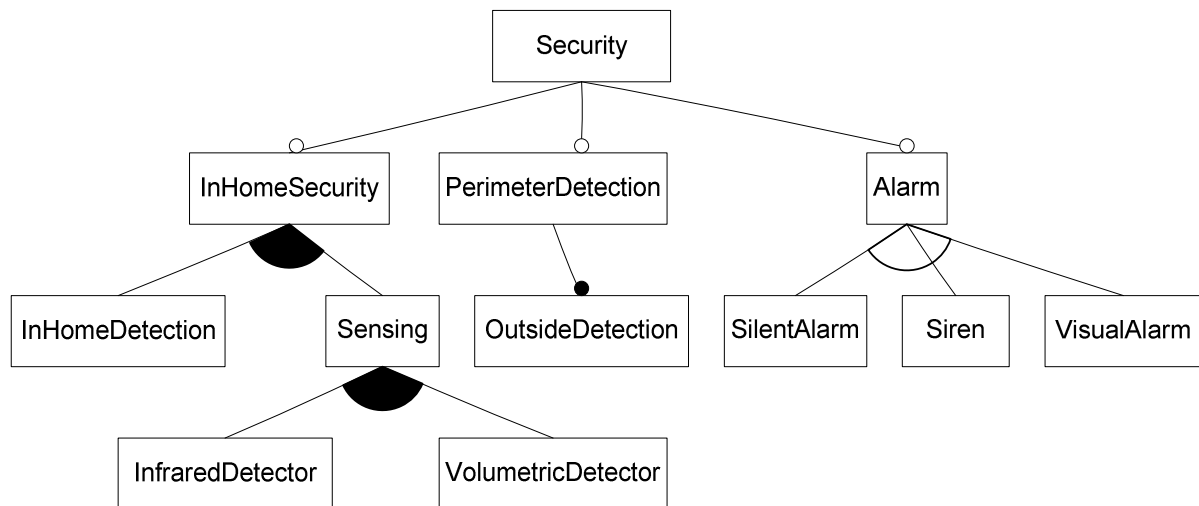 Security
InHomeSecurity
PerimeterDetection
Alarm
InHomeDetection
Sensing
OutsideDetection
SilentAlarm
Siren
VisualAlarm
InfraredDetector
VolumetricDetector